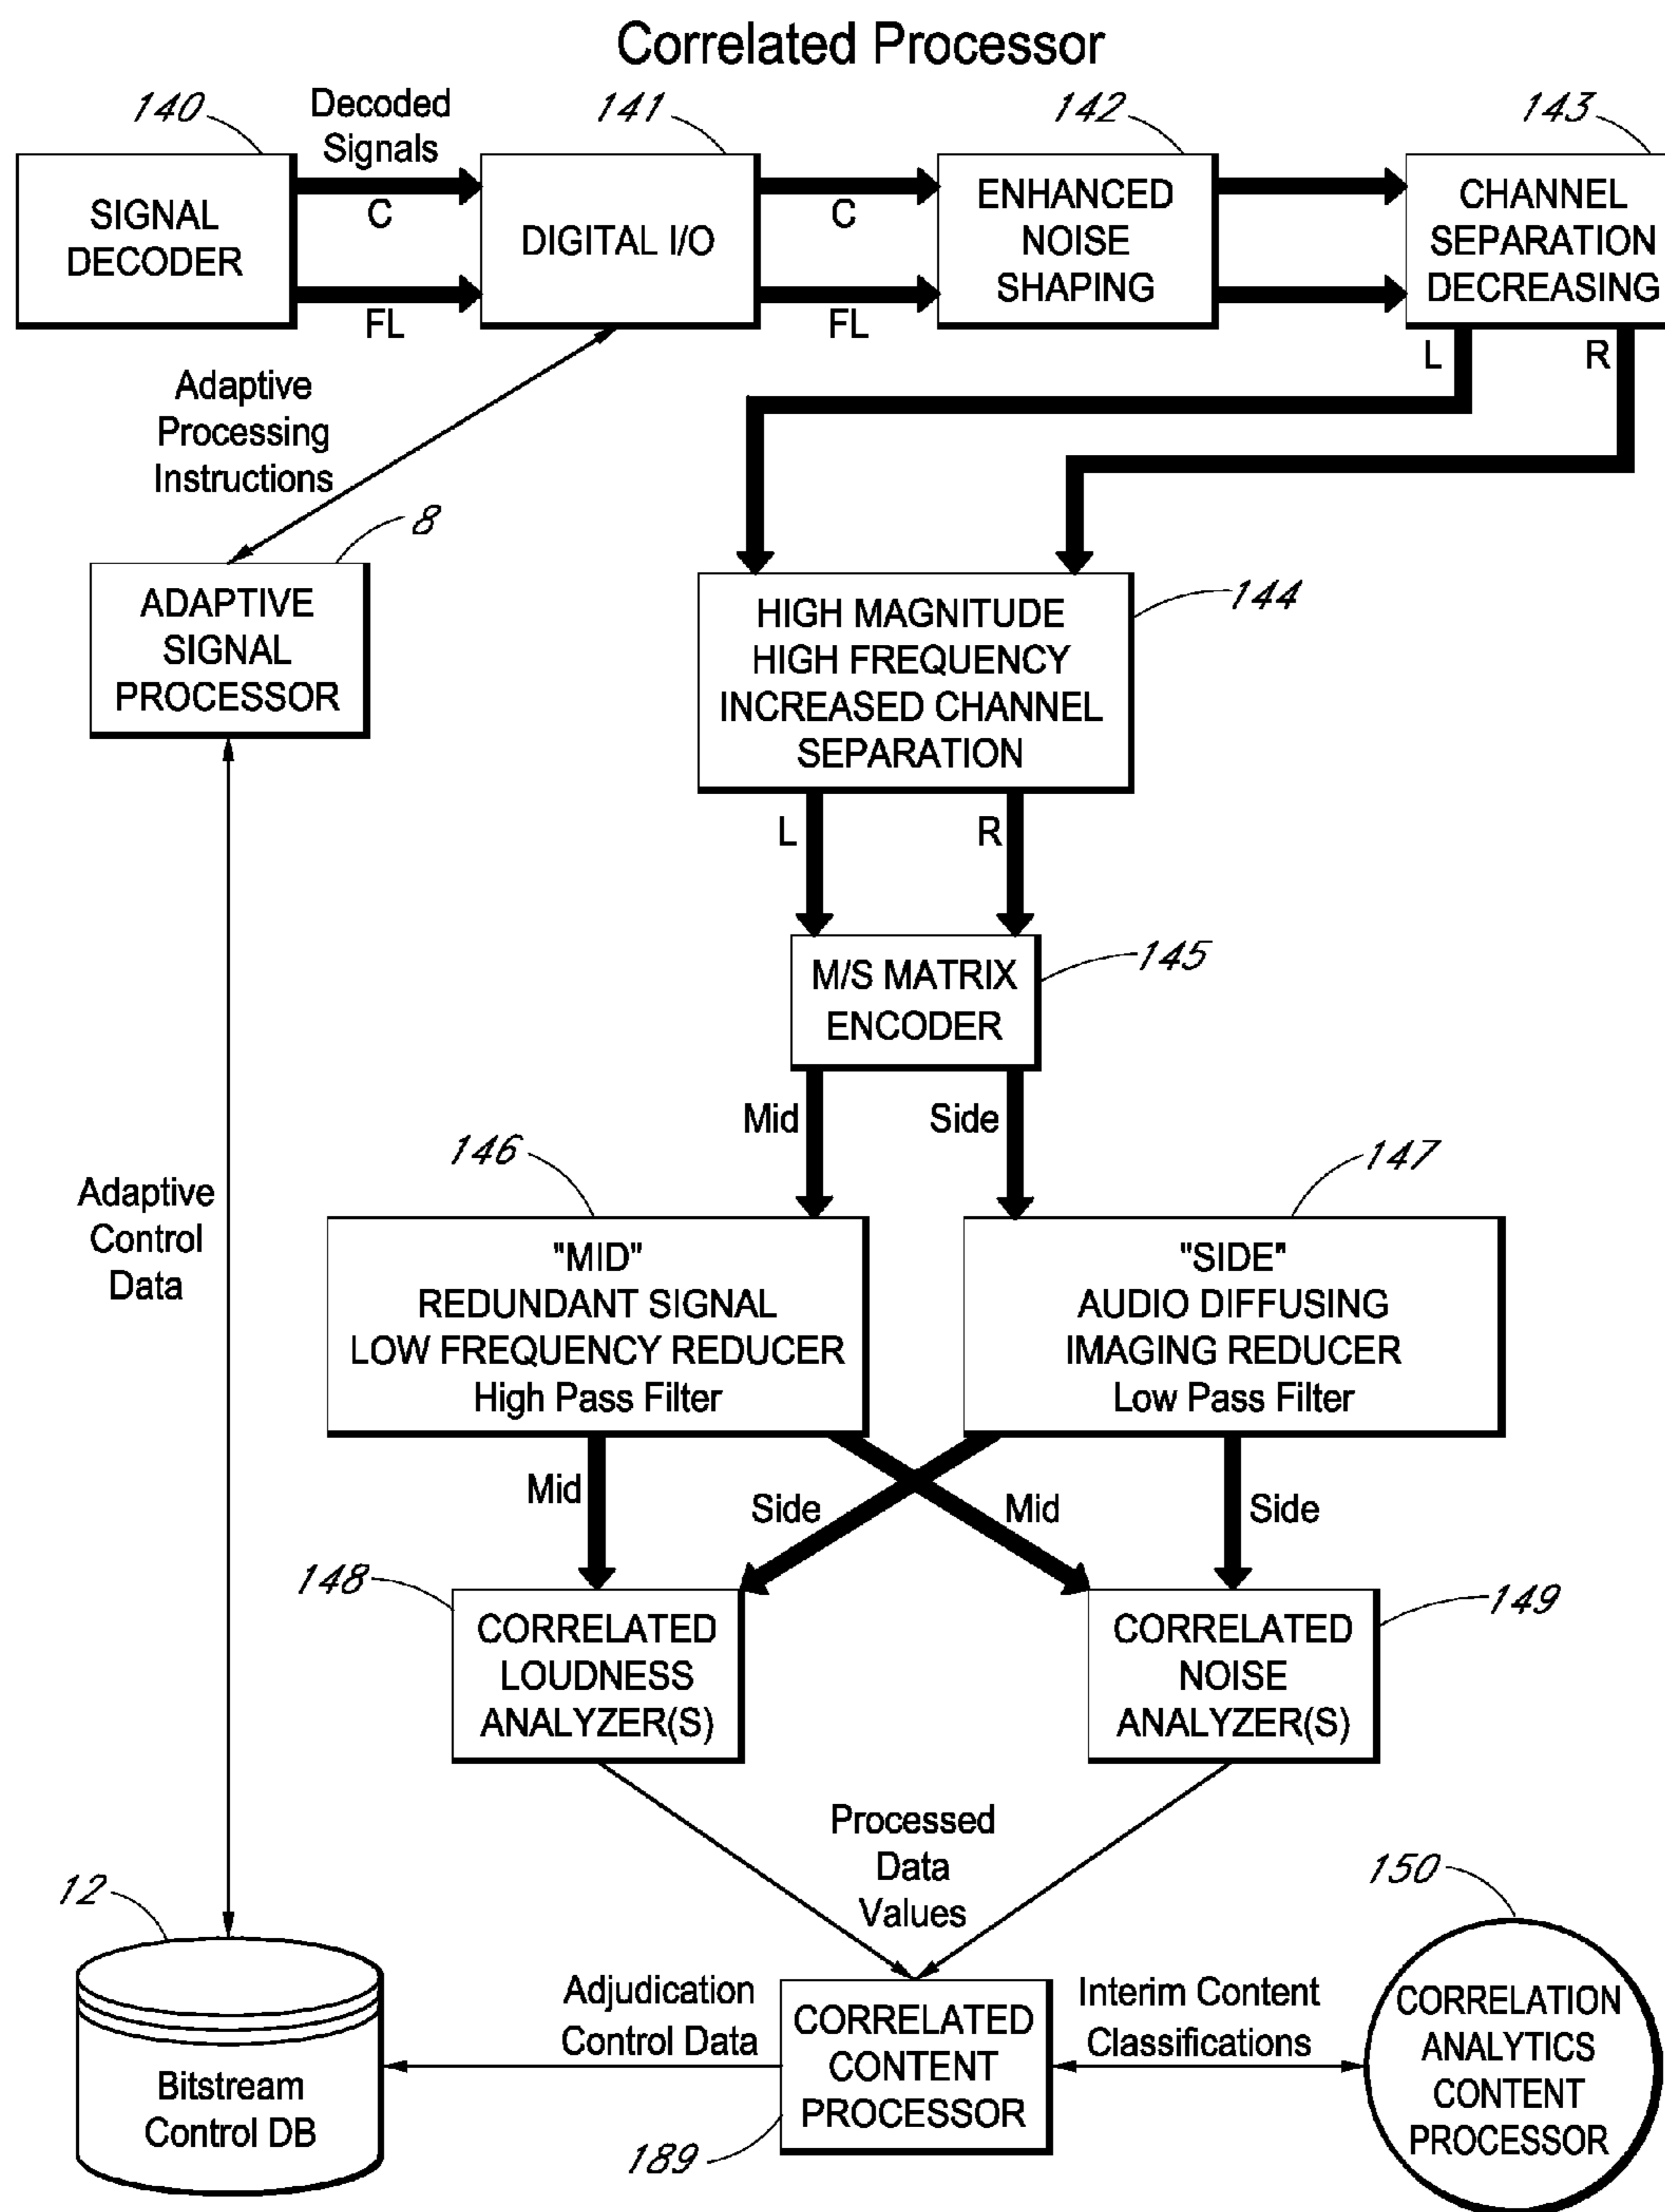 Correlated Processor
140
Decoded
Signals
141
142
143
SIGNAL
DECODER
C
FL
DIGITAL I/O
C
FL
ENHANCED
NOISE
SHAPING
CHANNEL
SEPARATION
DECREASING
L
R
Adaptive
Processing
Instructions
8
ADAPTIVE
SIGNAL
PROCESSOR
HIGH MAGNITUDE
HIGH FREQUENCY
INCREASED CHANNEL
SEPARATION
144
L
R
M/S MATRIX
ENCODER
145
Mid
Side
146
147
Adaptive
Control
Data
"MID"
REDUNDANT SIGNAL
LOW FREQUENCY REDUCER
High Pass Filter
"SIDE"
AUDIO DIFFUSING
IMAGING REDUCER
Low Pass Filter
Mid
Side
Mid
Side
148
CORRELATED
LOUDNESS
ANALYZER(S)
CORRELATED
NOISE
ANALYZER(S)
149
Processed
Data
Values
12
150
Bitstream
Control DB
Adjudication
Control Data
CORRELATED
CONTENT
PROCESSOR
189
Interim Content
Classifications
CORRELATION
ANALYTICS
CONTENT
PROCESSOR